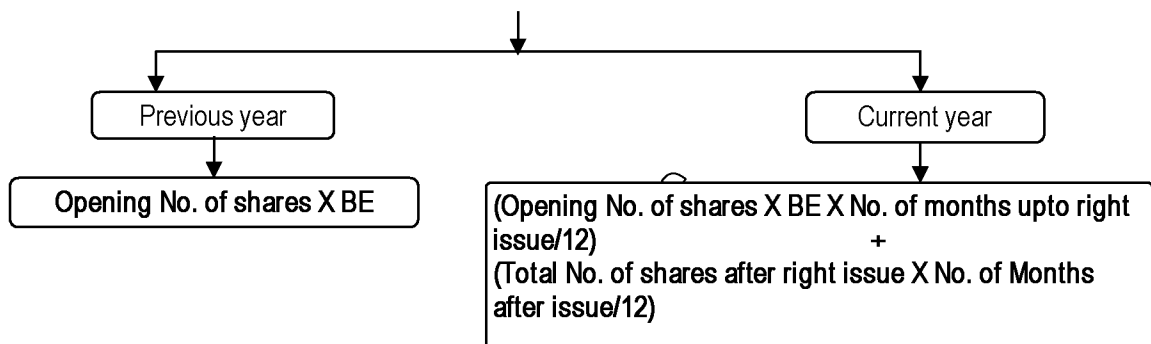 Previous year
Current year
Opening No. of shares X BE
(Opening No. of shares X BE X No. of months upto right
issue/12) +
(Total No. of shares after right issue X No. of Months
after issue/12)